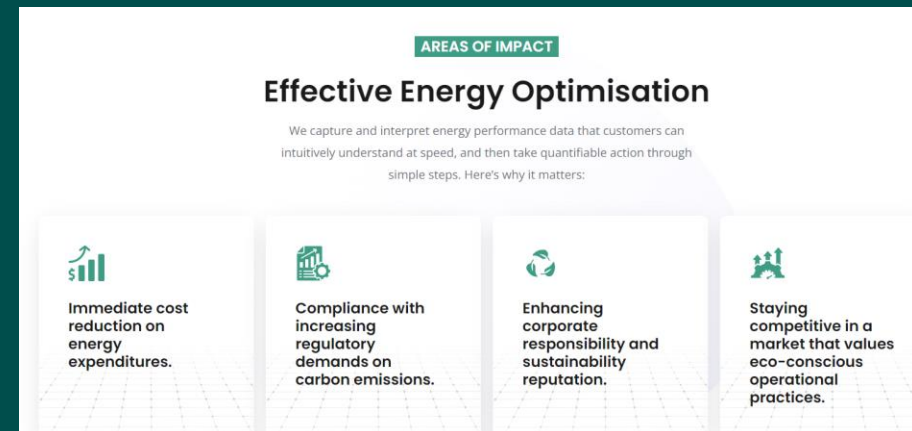 AREAS OF IMPACT
Effective Energy Optimisation
We capture and interpret energy performance data that customers can
intuitively understand at speed, and then take quantifiable action through
simple steps. Here's why it matters:
$
Immediate cost
reduction on
energy
expenditures.
Compliance with
increasing
regulatory
demands on
carbon emissions.
Enhancing
corporate
responsibility and
sustainability
reputation.
Staying
competitive in a
market that values
eco-conscious
operational
practices.